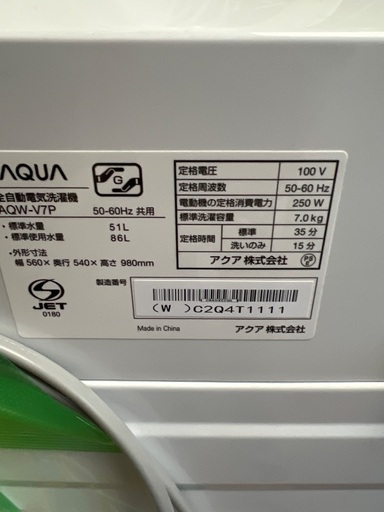 AQUA
全自動電気洗濯機
AQW-V7P
50-60Hz 共用
・標準水量 51L
・標準使用水量 86L
・外形寸法
幅 560×奥行 540×高さ 980mm
JET
0180
定格電圧 100 V
定格周波数 50-60 Hz
電動機の定格消費電力 250 W
標準洗濯容量 7.0kg
定格時間 標準 35分
洗いのみ 15分
アクア 株式会社
製造番号
(W )C2Q4T1111
Made in China
アクア 株式会社